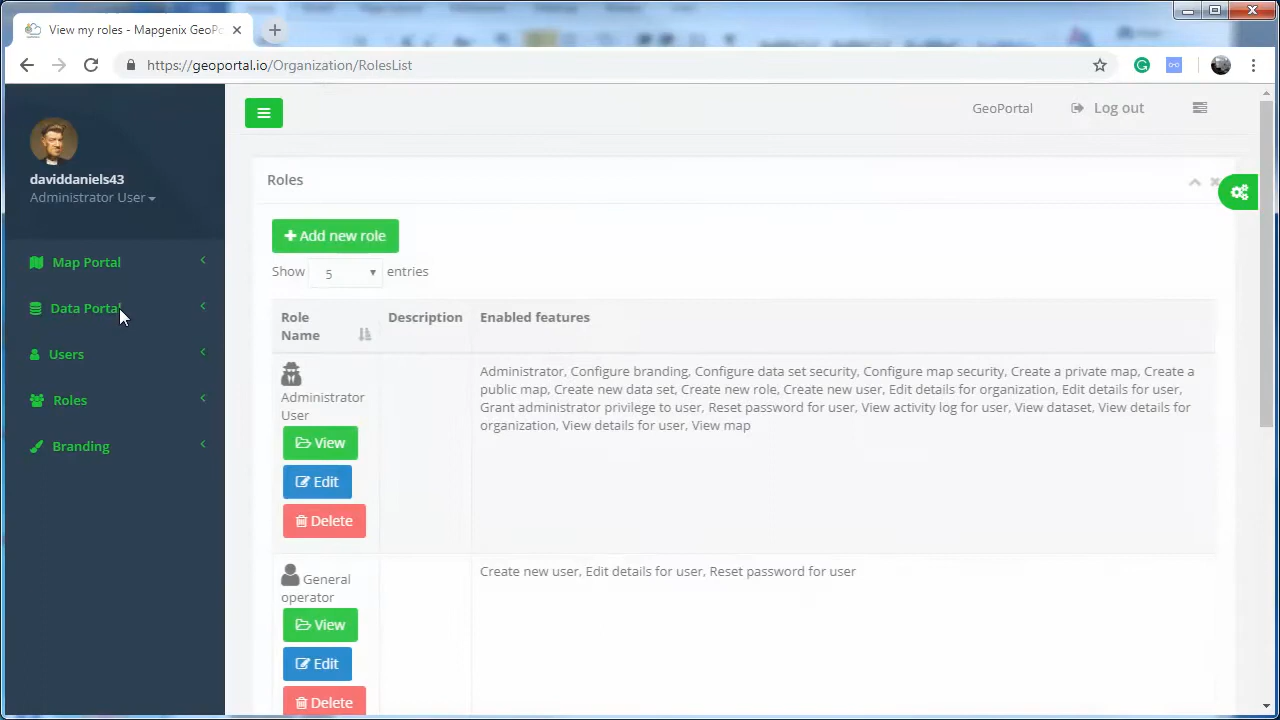 View my roles - Mapgenix GeoPo
https://geoportal.io/Organization/RolesList
daviddaniels43
Administrator User
Map Portal
Data Portal
Users
Roles
Branding
GeoPortal
Log out
Roles
Add new role
Show 5 entries
Role Name
Description
Enabled features
Administrator User
View
Edit
Delete
Administrator, Configure branding, Configure data set security, Configure map security, Create a private map, Create a
public map, Create new data set, Create new role, Create new user, Edit details for organization, Edit details for user,
Grant administrator privilege to user, Reset password for user, View activity log for user, View dataset, View details for
organization, View details for user, View map
General operator
View
Edit
Delete
Create new user, Edit details for user, Reset password for user